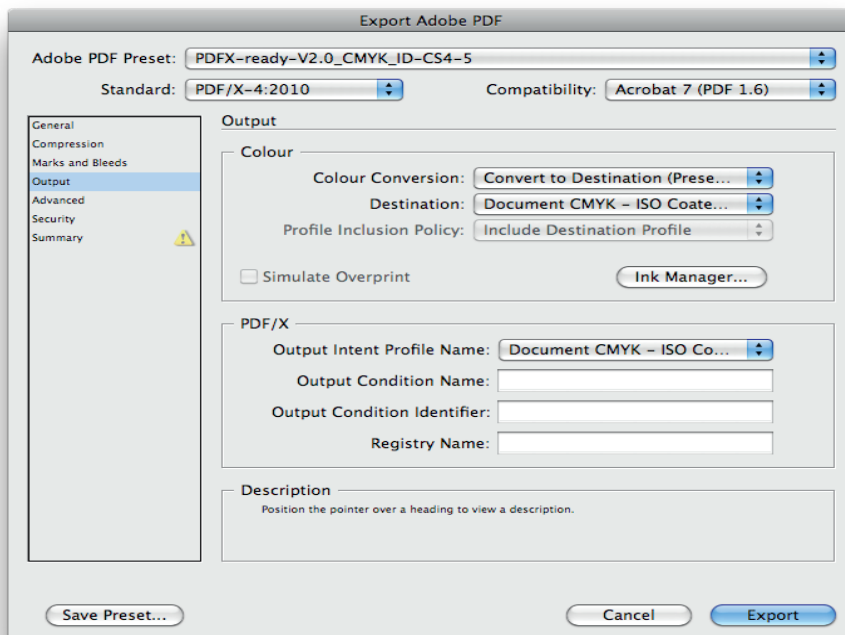 Export Adobe PDF
Adobe PDF Preset: PDFX-ready-V2.0_CMYK_ID-CS4-5
Standard: PDF/X-4:2010 Compatibility: Acrobat 7 (PDF 1.6)
General
Compression
Marks and Bleeds
Output
Advanced
Security
Summary
Output
Colour
Colour Conversion: Convert to Destination (Prese...
Destination: Document CMYK – ISO Coate...
Profile Inclusion Policy: Include Destination Profile
Simulate Overprint Ink Manager...
PDF/X
Output Intent Profile Name: Document CMYK – ISO Co...
Output Condition Name:
Output Condition Identifier:
Registry Name:
Description
Position the pointer over a heading to view a description.
Save Preset... Cancel Export